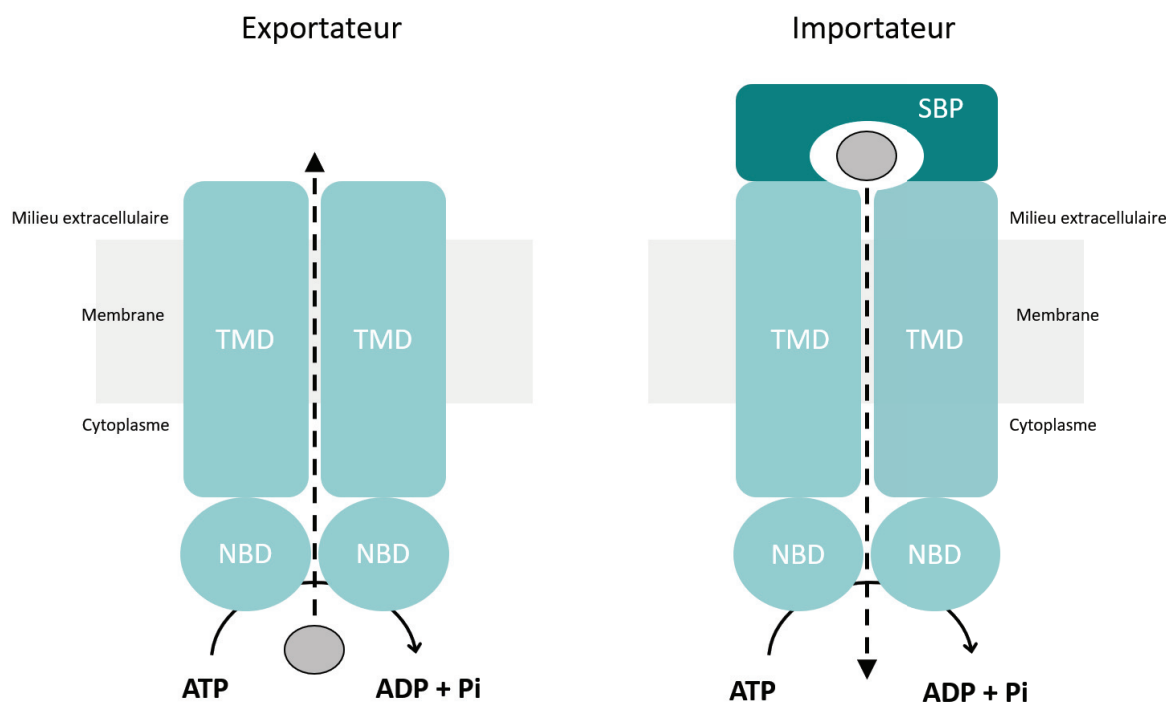 Exportateur
Milieu extracellulaire
Membrane
TMD
TMD
Cytoplasme
NBD
NBD
ATP
ADP + Pi
Importateur
SBP
Milieu extracellulaire
TMD
TMD
Membrane
Cytoplasme
NBD
NBD
ATP
ADP + Pi